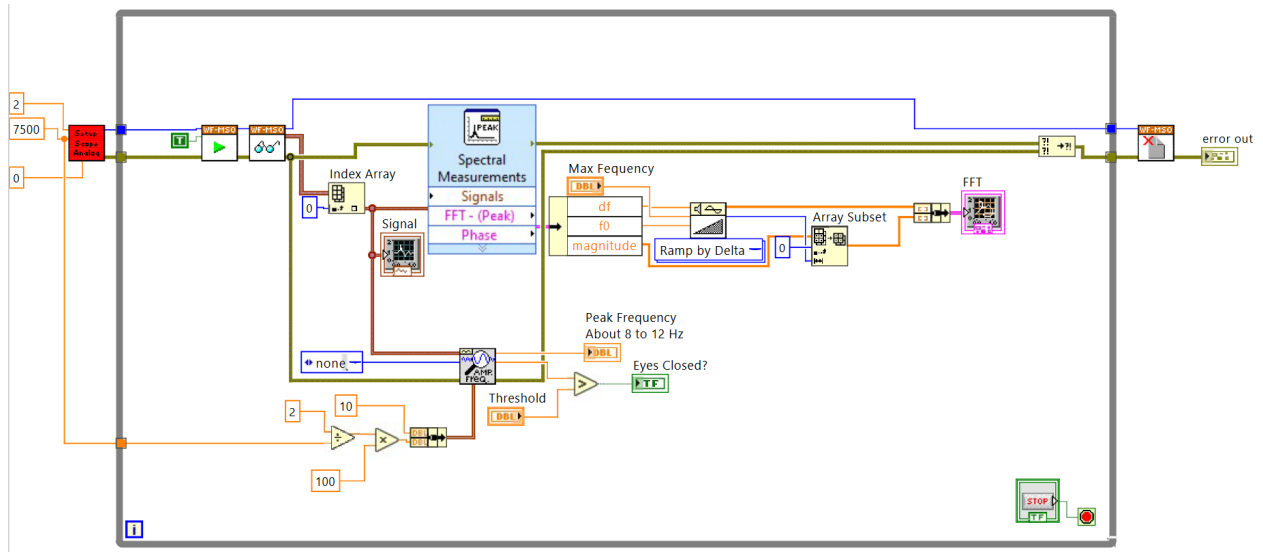 2
7500
0
Setup
Scope
Analog
T
WF-MSO
WF-MSO
Index Array
0
Signal
PEAK
Spectral
Measurements
Signals
FFT - (Peak)
Phase
Max Fequency
DBL
df
f0
magnitude
Ramp by Delta
0
Array Subset
FFT
?!
?!
?!
WF-MSO
error out
none
AMP
FREQ.
Peak Frequency
About 8 to 12 Hz
DBL
Eyes Closed?
TF
Threshold
DBL
>
2
10
÷
×
DBL
DBL
100
i
STOP
TF